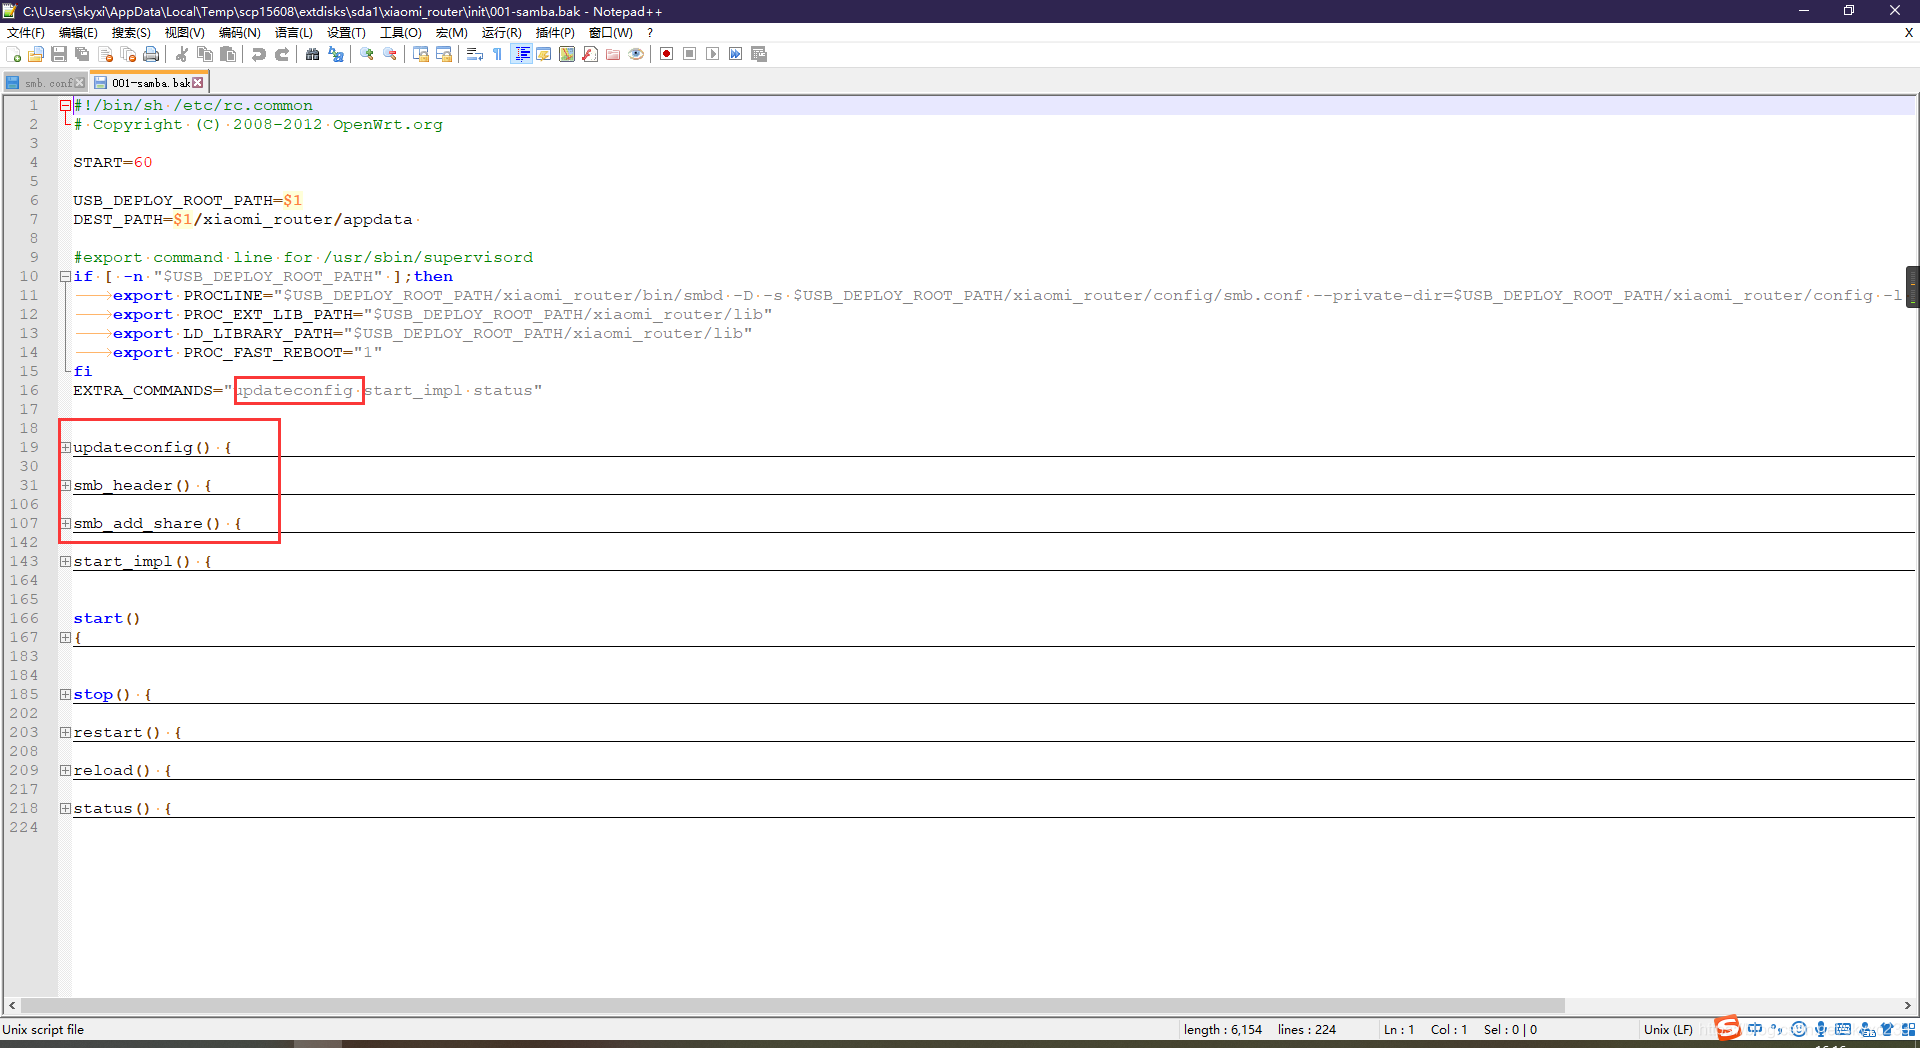 C:\Users\skyxi\AppData\Local\Temp\scp15608\extdisks\sda1\xiaomi_router\init\001-samba.bak - Notepad++
文件(F) 编辑(E) 搜索(S) 视图(V) 编码(N) 语言(L) 设置(T) 工具(O) 宏(M) 运行(R) 插件(P) 窗口(W) ? X
smb.conf 001-samba.bak
1 #!/bin/sh /etc/rc.common
2 # Copyright (C) 2008-2012 OpenWrt.org
3
4 START=60
5
6 USB_DEPLOY_ROOT_PATH=$1
7 DEST_PATH=$1/xiaomi_router/appdata
8
9 #export command line for /usr/sbin/supervisord
10 if [ -n "$USB_DEPLOY_ROOT_PATH" ];then
11 export PROCLINE="$USB_DEPLOY_ROOT_PATH/xiaomi_router/bin/smbd -D -s $USB_DEPLOY_ROOT_PATH/xiaomi_router/config/smb.conf --private-dir=$USB_DEPLOY_ROOT_PATH/xiaomi_router/config -l
12 export PROC_EXT_LIB_PATH="$USB_DEPLOY_ROOT_PATH/xiaomi_router/lib"
13 export LD_LIBRARY_PATH="$USB_DEPLOY_ROOT_PATH/xiaomi_router/lib"
14 export PROC_FAST_REBOOT="1"
15 fi
16 EXTRA_COMMANDS="updateconfig start_impl status"
17
18
19 updateconfig() {
30
31 smb_header() {
106
107 smb_add_share() {
142
143 start_impl() {
164
165
166 start()
167 {
183
184
185 stop() {
202
203 restart() {
208
209 reload() {
217
218 status() {
224
Unix script file length : 6,154 lines : 224 Ln : 1 Col : 1 Sel : 0 | 0 Unix (LF) 中